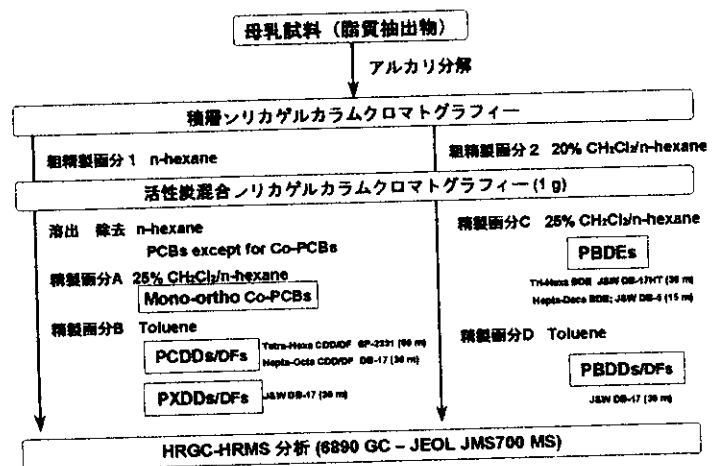 母乳試料（脂質抽出物）
アルカリ分解
積層シリカゲルカラムクロマトグラフィー
粗精製画分1 n-hexane
粗精製画分2 20% CH₂Cl₂/n-hexane
活性炭混合シリカゲルカラムクロマトグラフィー (1 g)
溶出 除去 n-hexane
PCBs except for Co-PCBs
精製画分A 25% CH₂Cl₂/n-hexane
Mono-ortho Co-PCBs
精製画分B Toluene
PCDDs/DFs
Tetra-Hexa CDD/DF SP-2331 (60 m)
Hepta-Octa CDD/DF DB-17 (30 m)
PXDDs/DFs
J&W DB-17 (30 m)
精製画分C 25% CH₂Cl₂/n-hexane
PBDEs
Tri-Hexa BDE J&W DB-17HT (30 m)
Hepta-Deca BDE; J&W DB-5 (15 m)
精製画分D Toluene
PBDDs/DFs
J&W DB-17 (30 m)
HRGC-HRMS 分析 (6890 GC – JEOL JMS700 MS)